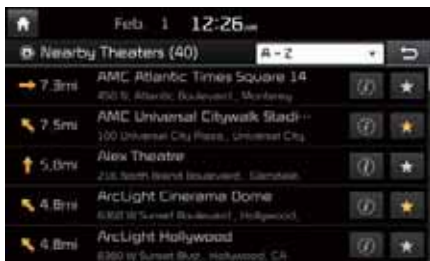 Feb. 1 12:26 AM
Nearby Theaters (40) A - Z
7.3mi AMC Atlantic Times Square 14
450 N. Atlantic Boulevard, Monterey
7.5mi AMC Universal Citywalk Stadi...
100 Universal City Plaza, Universal City,
5.0mi Alex Theatre
216 North Brand Boulevard, Glendale,
4.8mi ArcLight Cinerama Dome
6360 W Sunset Boulevard, Hollywood,
4.8mi ArcLight Hollywood
6360 W Sunset Blvd, Hollywood, CA